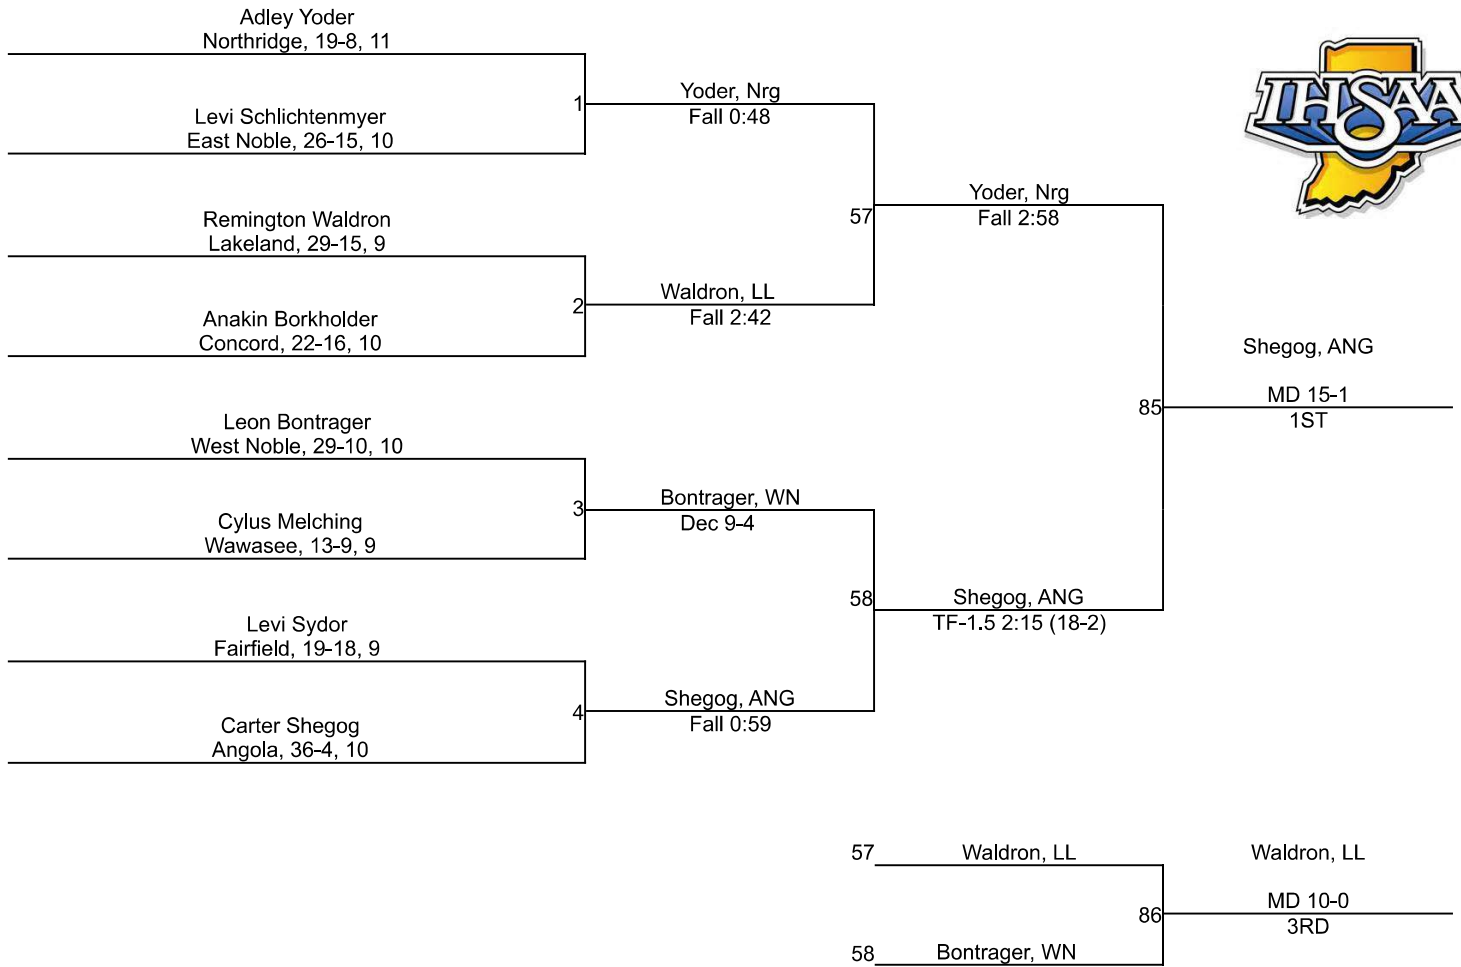 Adley Yoder
Northridge, 19-8, 11
1
Yoder, Nrg
Fall 0:48
Levi Schlichtenmyer
East Noble, 26-15, 10
IHSAA
57
Yoder, Nrg
Fall 2:58
Remington Waldron
Lakeland, 29-15, 9
2
Waldron, LL
Fall 2:42
Anakin Borkholder
Concord, 22-16, 10
85
Shegog, ANG
MD 15-1
1ST
Leon Bontrager
West Noble, 29-10, 10
3
Bontrager, WN
Dec 9-4
Cylus Melching
Wawasee, 13-9, 9
58
Shegog, ANG
TF-1.5 2:15 (18-2)
Levi Sydor
Fairfield, 19-18, 9
4
Shegog, ANG
Fall 0:59
Carter Shegog
Angola, 36-4, 10
57
Waldron, LL
Waldron, LL
86
MD 10-0
3RD
58
Bontrager, WN